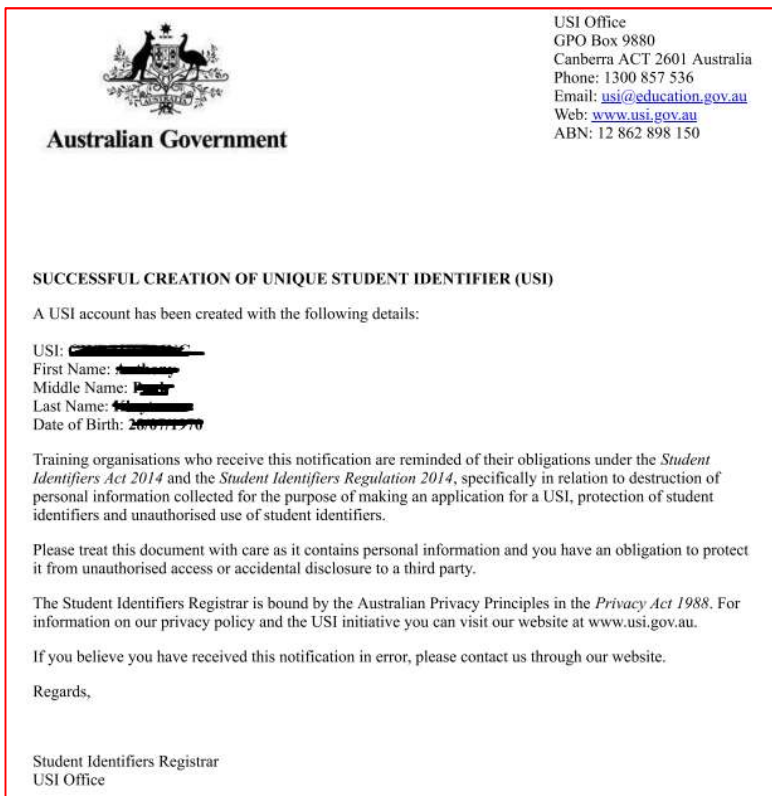 USI Office
GPO Box 9880
Canberra ACT 2601 Australia
Phone: 1300 857 536
Email: usi@education.gov.au
Web: www.usi.gov.au
ABN: 12 862 898 150
AUSTRALIA
Australian Government
SUCCESSFUL CREATION OF UNIQUE STUDENT IDENTIFIER (USI)
A USI account has been created with the following details:
USI:
First Name:
Middle Name:
Last Name:
Date of Birth:
Training organisations who receive this notification are reminded of their obligations under the Student
Identifiers Act 2014 and the Student Identifiers Regulation 2014, specifically in relation to destruction of
personal information collected for the purpose of making an application for a USI, protection of student
identifiers and unauthorised use of student identifiers.
Please treat this document with care as it contains personal information and you have an obligation to protect
it from unauthorised access or accidental disclosure to a third party.
The Student Identifiers Registrar is bound by the Australian Privacy Principles in the Privacy Act 1988. For
information on our privacy policy and the USI initiative you can visit our website at www.usi.gov.au.
If you believe you have received this notification in error, please contact us through our website.
Regards,
Student Identifiers Registrar
USI Office